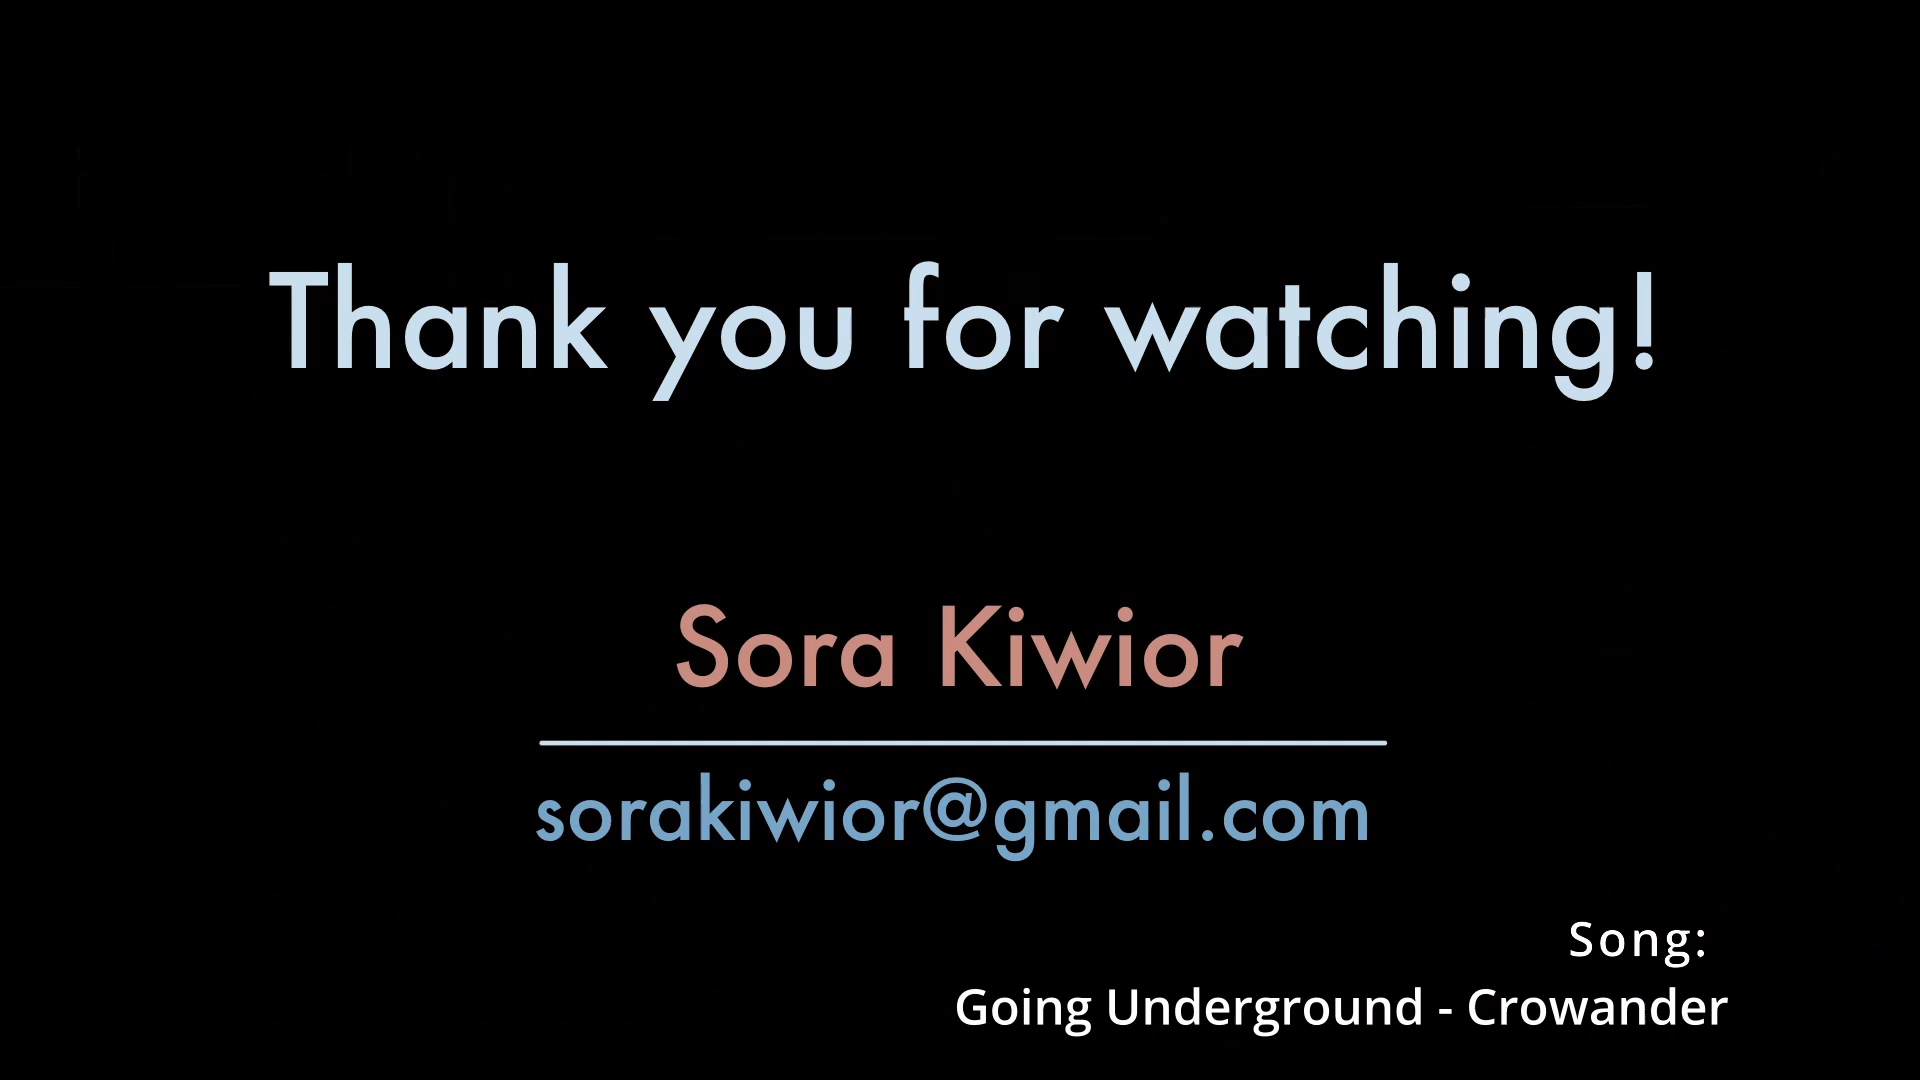 Thank you for watching!
Sora Kiwior
sorakiwior@gmail.com
Song:
Going Underground - Crowander